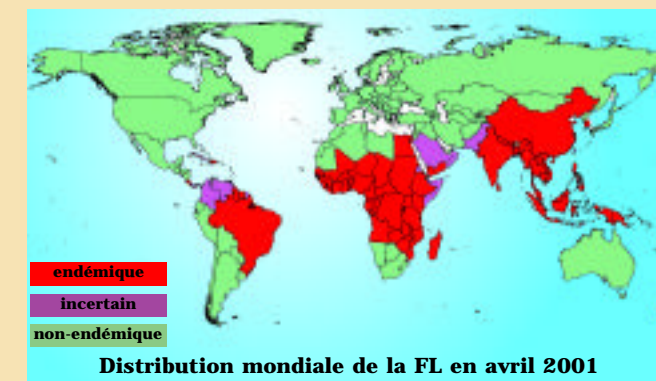 endémique
incertain
non-endémique
Distribution mondiale de la FL en avril 2001